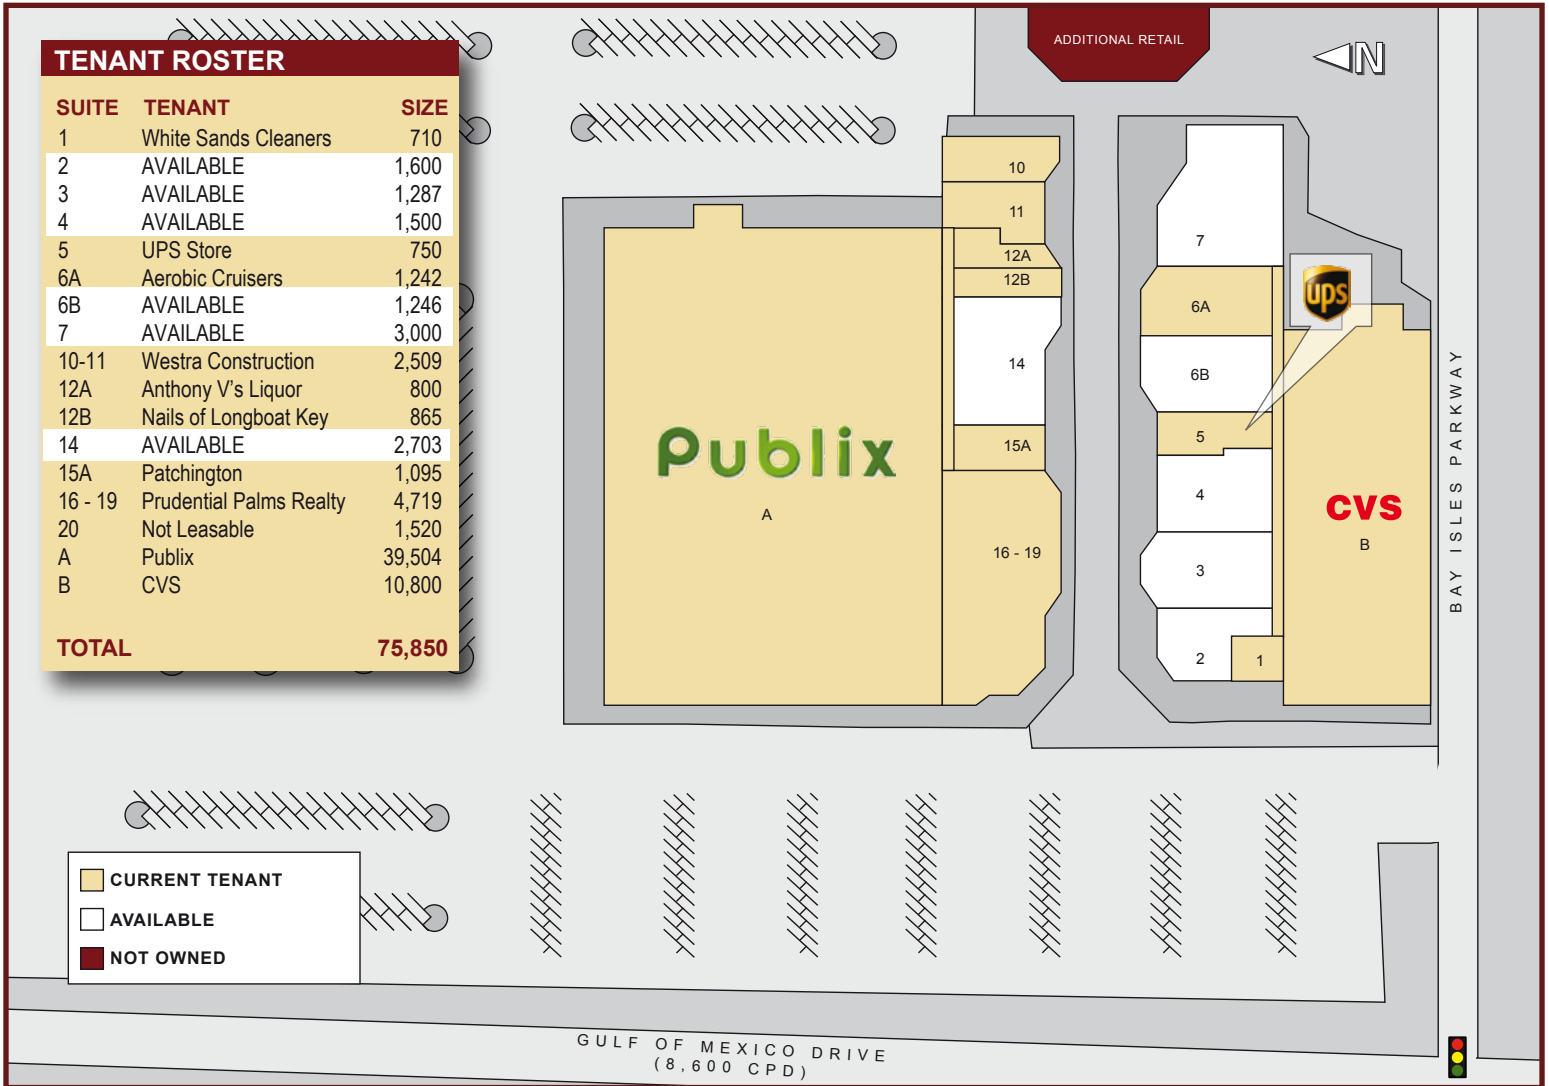 TENANT ROSTER
SUITE TENANT SIZE
1 White Sands Cleaners 710
2 AVAILABLE 1,600
3 AVAILABLE 1,287
4 AVAILABLE 1,500
5 UPS Store 750
6A Aerobic Cruisers 1,242
6B AVAILABLE 1,246
7 AVAILABLE 3,000
10-11 Westra Construction 2,509
12A Anthony V's Liquor 800
12B Nails of Longboat Key 865
14 AVAILABLE 2,703
15A Patchington 1,095
16 - 19 Prudential Palms Realty 4,719
20 Not Leasable 1,520
A Publix 39,504
B CVS 10,800
TOTAL 75,850
ADDITIONAL RETAIL
N
10
11
12A
12B
14
15A
16 - 19
Publix
A
7
6A
6B
5
4
3
2
1
ups
CVS
B
BAY ISLES PARKWAY
CURRENT TENANT
AVAILABLE
NOT OWNED
GULF OF MEXICO DRIVE
(8,600 CPD)